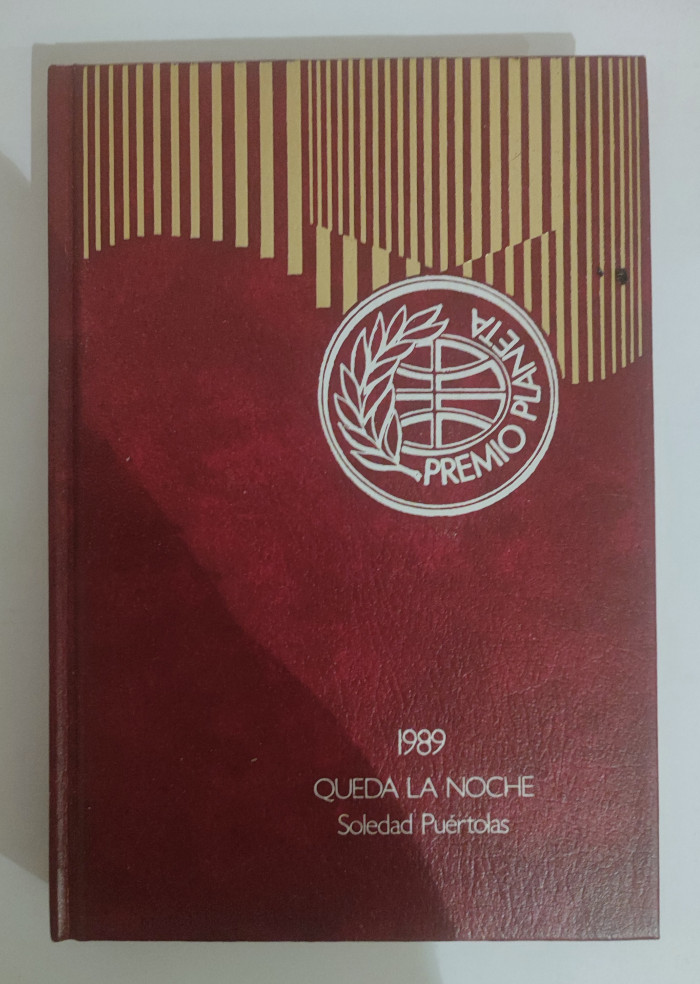 PREMIO PLANETA
1989
QUEDA LA NOCHE
Soledad Puértolas